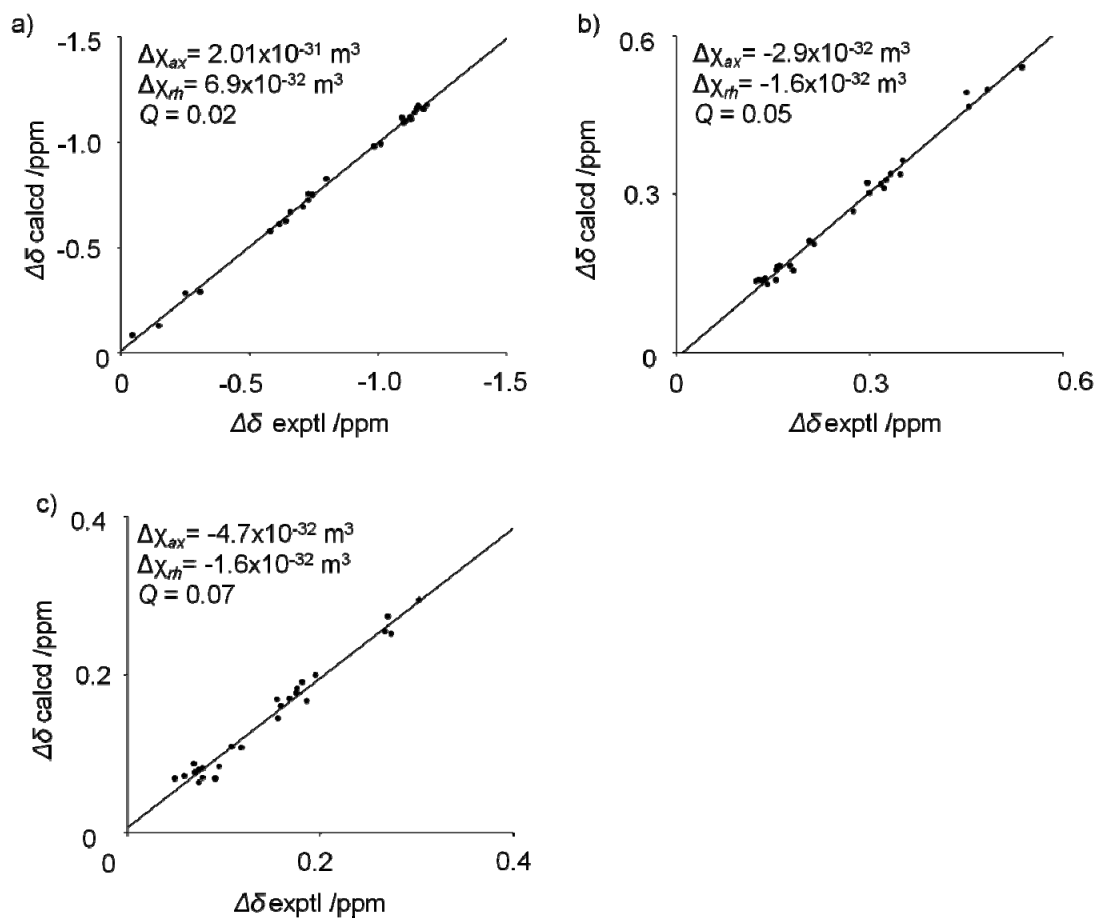 a)
-1.5
Δχax= 2.01x10-31 m3
Δχrh= 6.9x10-32 m3
Q = 0.02
-1.0
-0.5
0
Δδ calcd /ppm
0
-0.5
-1.0
-1.5
Δδ exptl /ppm
b)
0.6
Δχax= -2.9x10-32 m3
Δχrh= -1.6x10-32 m3
Q = 0.05
0.3
0
Δδ calcd /ppm
0
0.3
0.6
Δδ exptl /ppm
c)
0.4
Δχax= -4.7x10-32 m3
Δχrh= -1.6x10-32 m3
Q = 0.07
0.2
0
Δδ calcd /ppm
0
0.2
0.4
Δδ exptl /ppm